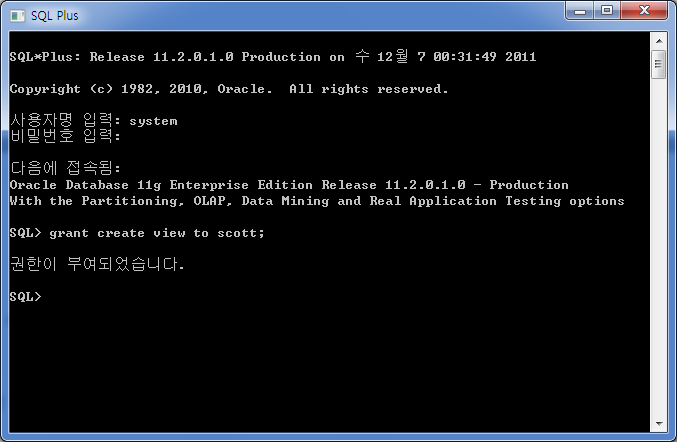 SQL Plus
SQL*Plus: Release 11.2.0.1.0 Production on 수 12월 7 00:31:49 2011
Copyright (c) 1982, 2010, Oracle.  All rights reserved.
사용자명 입력: system
비밀번호 입력:
다음에 접속됨:
Oracle Database 11g Enterprise Edition Release 11.2.0.1.0 - Production
With the Partitioning, OLAP, Data Mining and Real Application Testing options
SQL> grant create view to scott;
권한이 부여되었습니다.
SQL>